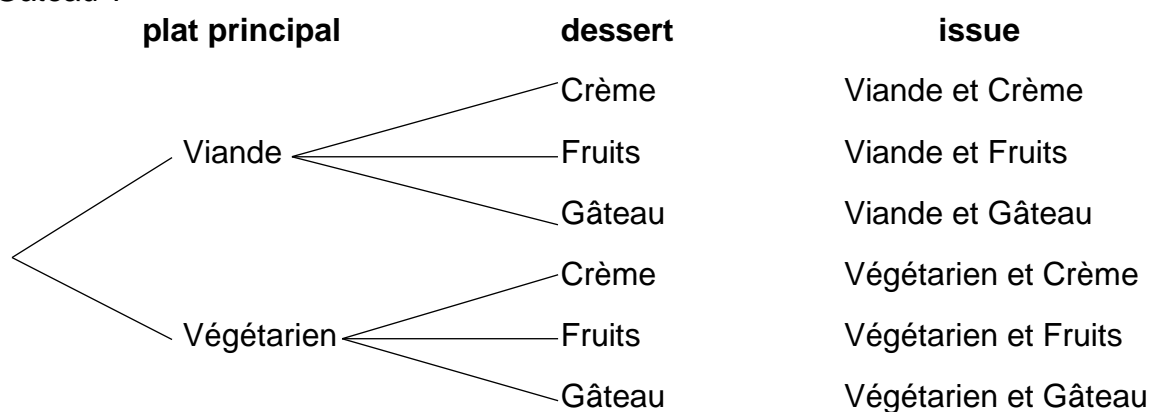 plat principal dessert issue
Crème Viande et Crème
Viande Fruits Viande et Fruits
Gâteau Viande et Gâteau
Crème Végétarien et Crème
Végétarien Fruits Végétarien et Fruits
Gâteau Végétarien et Gâteau